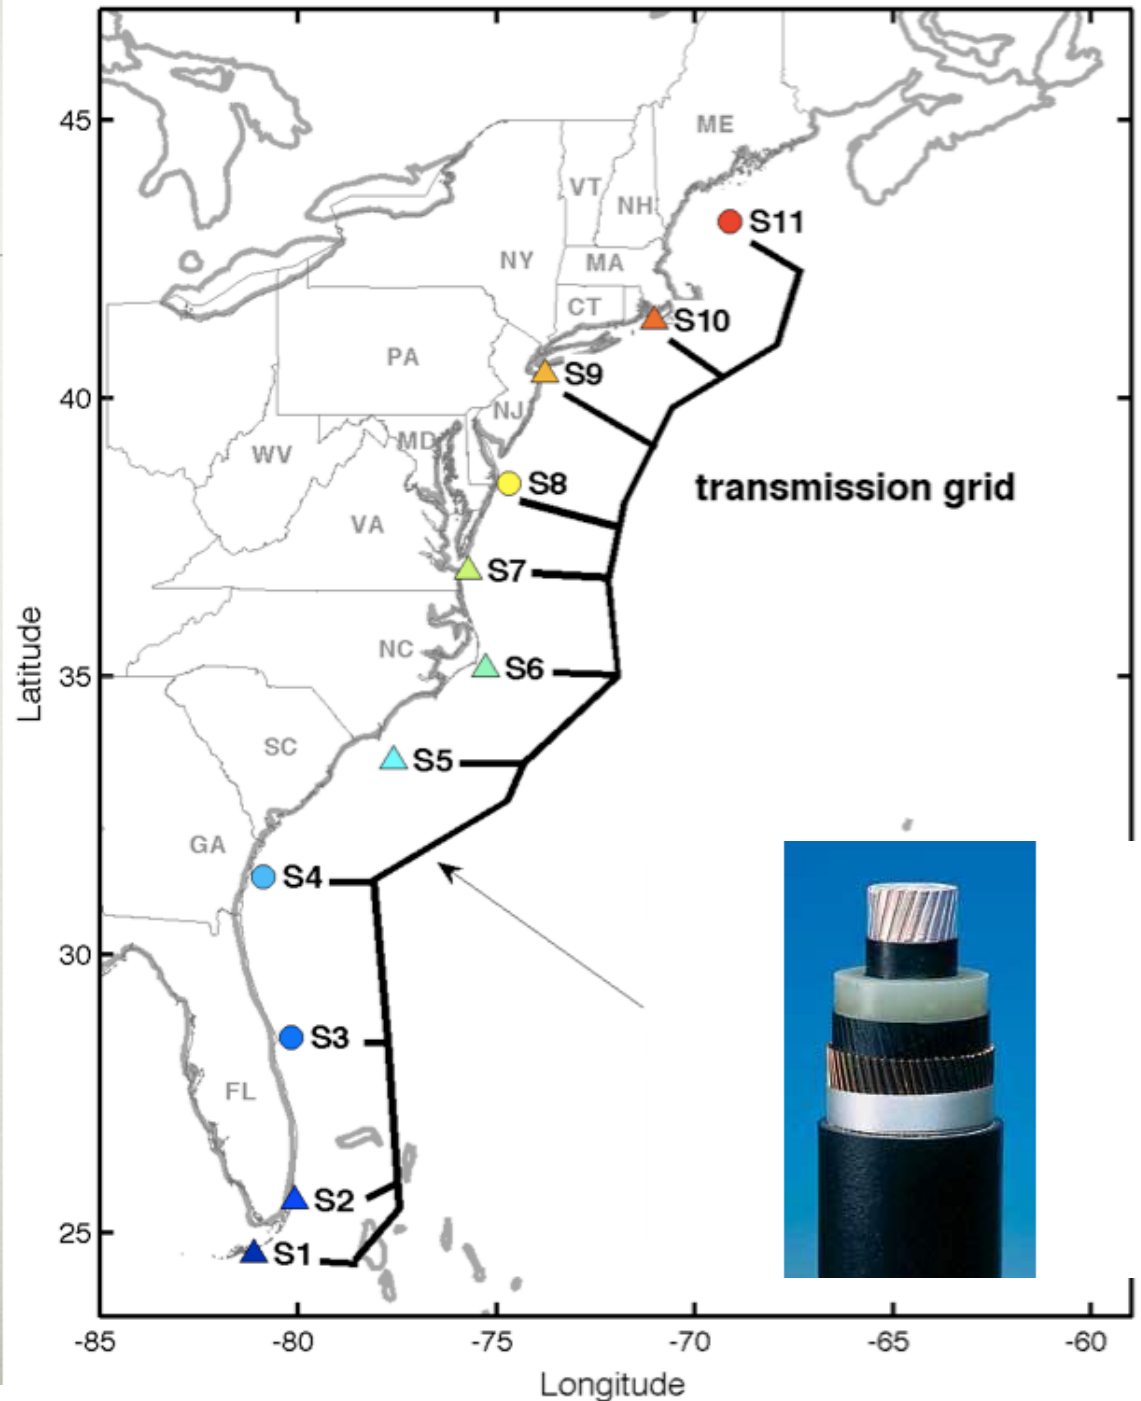 45
ME
VT
NH
S11
NY
MA
CT
S10
PA
S9
40
NJ
MD
WV
S8
transmission grid
VA
S7
NC
S6
35
S5
SC
GA
S4
30
S3
FL
S2
25
S1
-85
-80
-75
-70
-65
-60
Latitude
Longitude